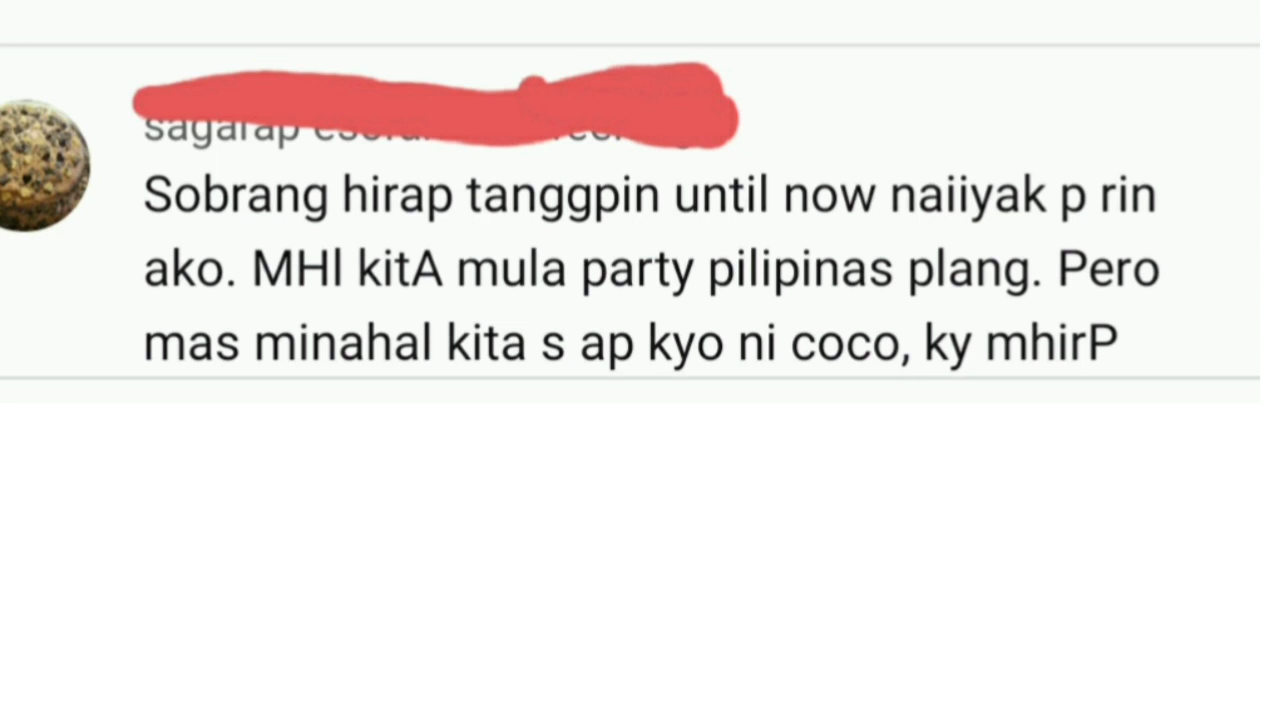 Sobrang hirap tanggpin until now naiiyak p rin
ako. MHl kitA mula party pilipinas plang. Pero
mas minahal kita s ap kyo ni coco, ky mhirP